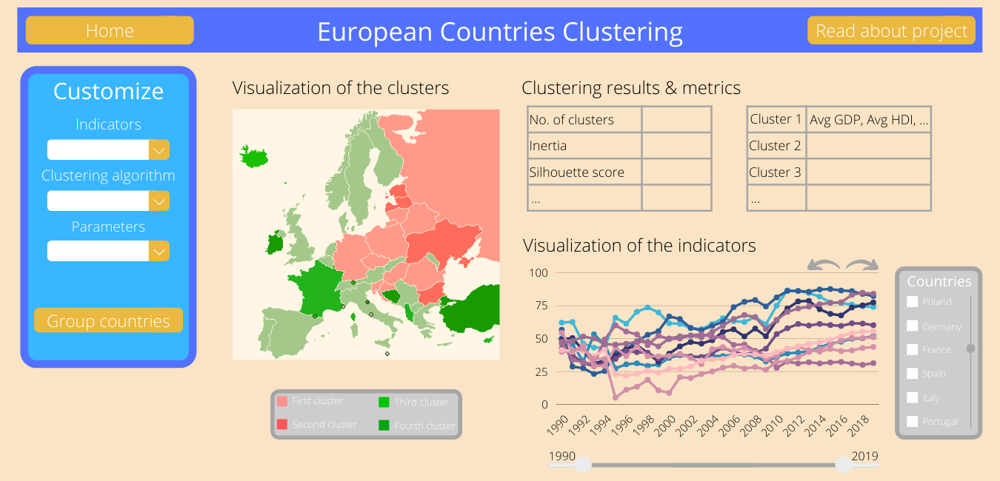 Home
European Countries Clustering
Read about project
Customize
Indicators
Clustering algorithm
Parameters
Group countries
Visualization of the clusters
First cluster
Third cluster
Second cluster
Fourth cluster
Clustering results & metrics
No. of clusters
Inertia
Silhouette score
...
Cluster 1 Avg GDP, Avg HDI, ...
Cluster 2
Cluster 3
...
Visualization of the indicators
100
75
50
25
0
1990 1992 1994 1996 1998 2000 2002 2004 2006 2008 2010 2012 2014 2016 2018
1990 2019
Countries
Poland
Germany
France
Spain
Italy
Portugal